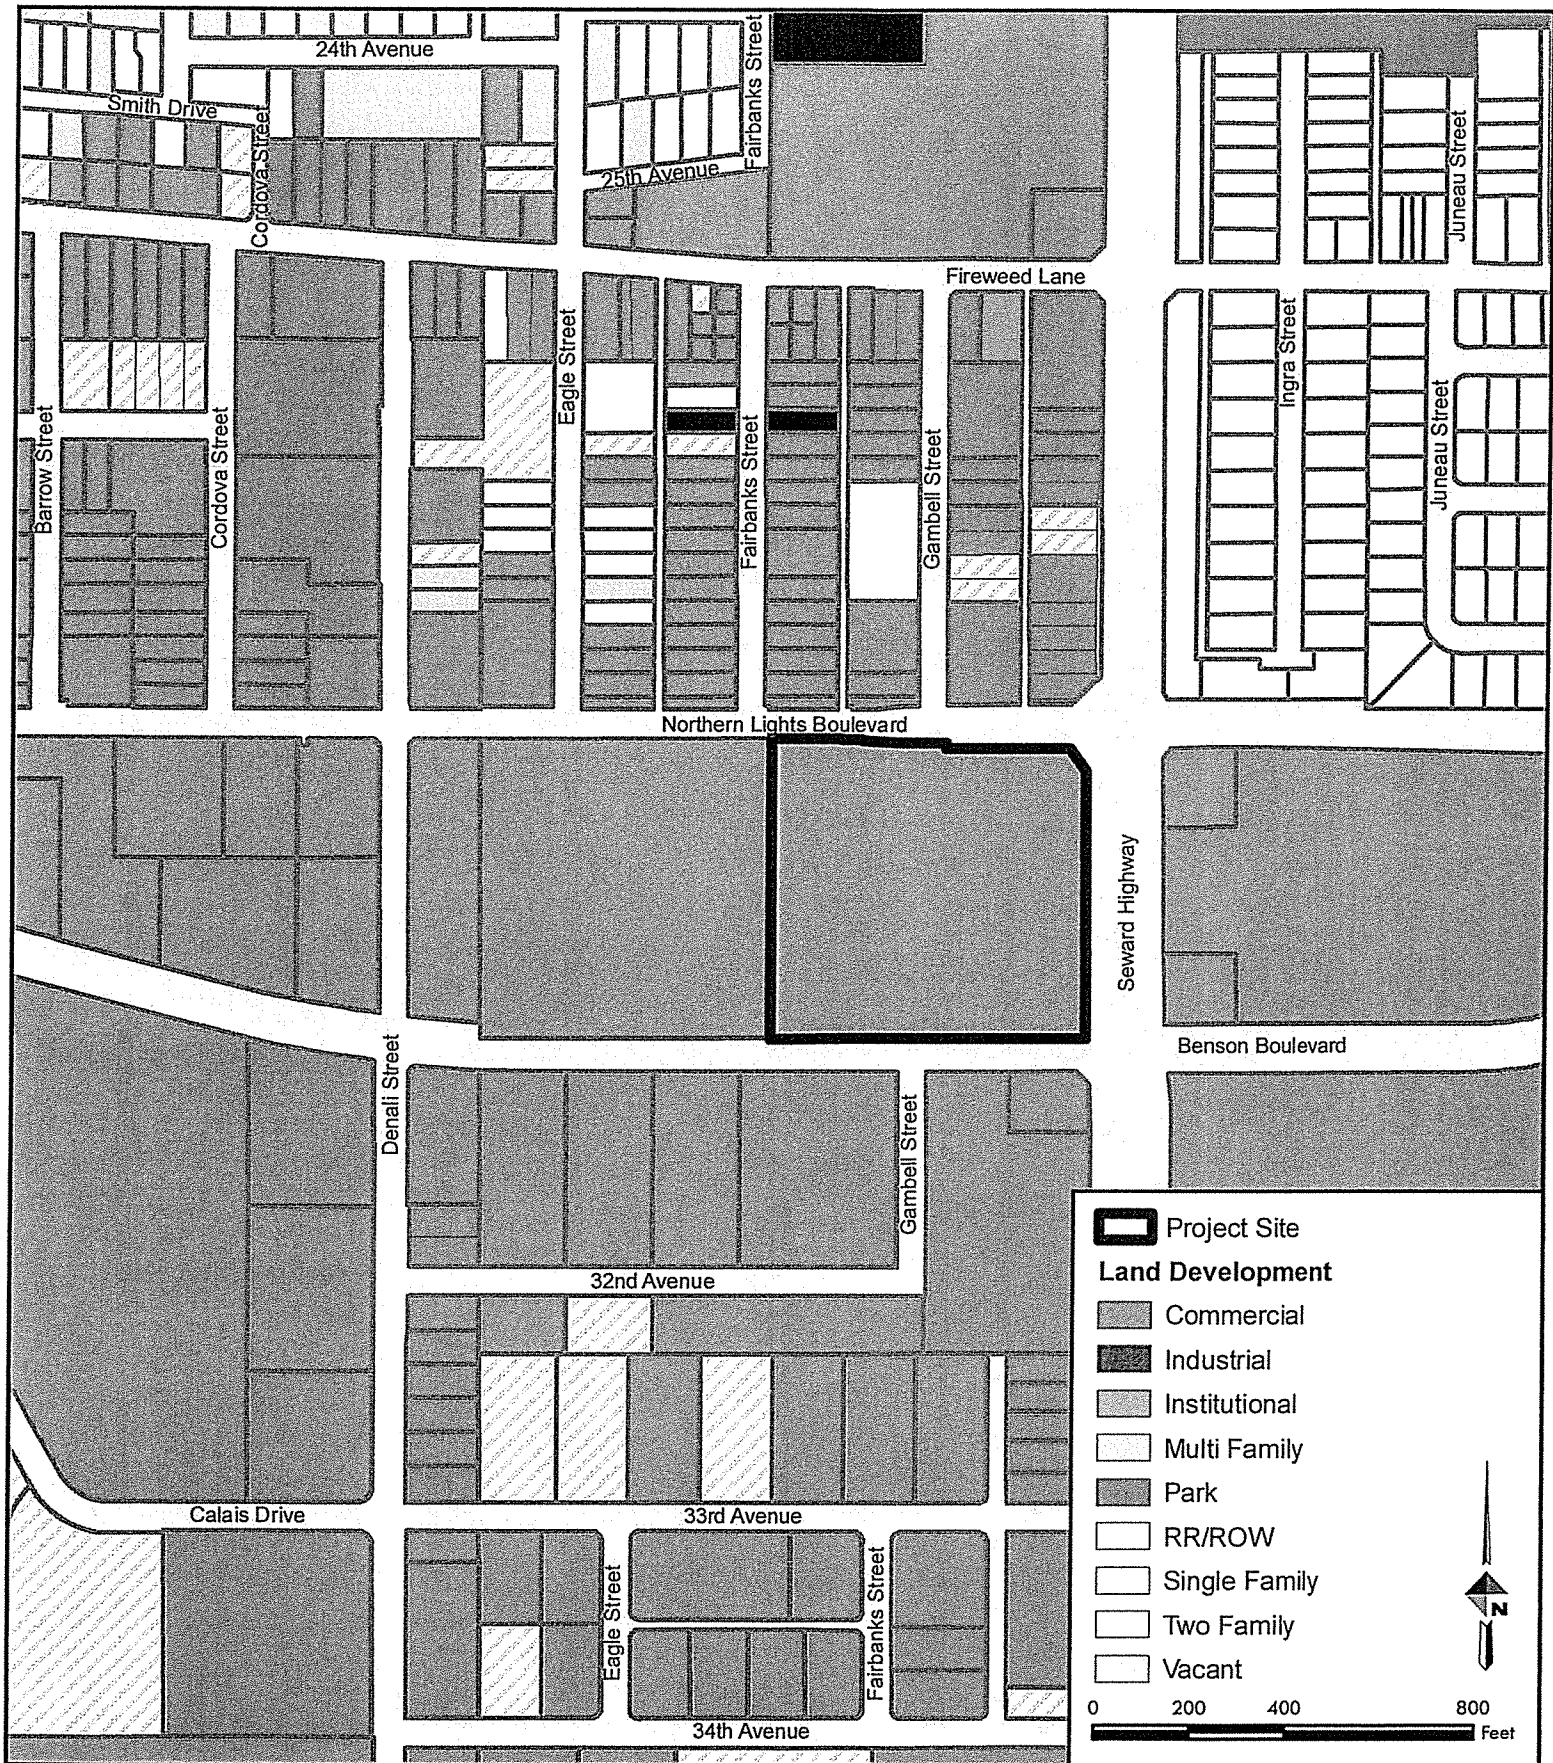 24th Avenue
Smith Drive
Cordova Street
Fairbanks Street
25th Avenue
Juneau Street
Fireweed Lane
Eagle Street
Ingra Street
Barrow Street
Cordova Street
Fairbanks Street
Gambell Street
Juneau Street
Northern Lights Boulevard
Seward Highway
Benson Boulevard
Denali Street
Gambell Street
32nd Avenue
Calais Drive
33rd Avenue
Eagle Street
Fairbanks Street
34th Avenue
Project Site
Land Development
Commercial
Industrial
Institutional
Multi Family
Park
RR/ROW
Single Family
Two Family
Vacant
N
0 200 400 800
Feet